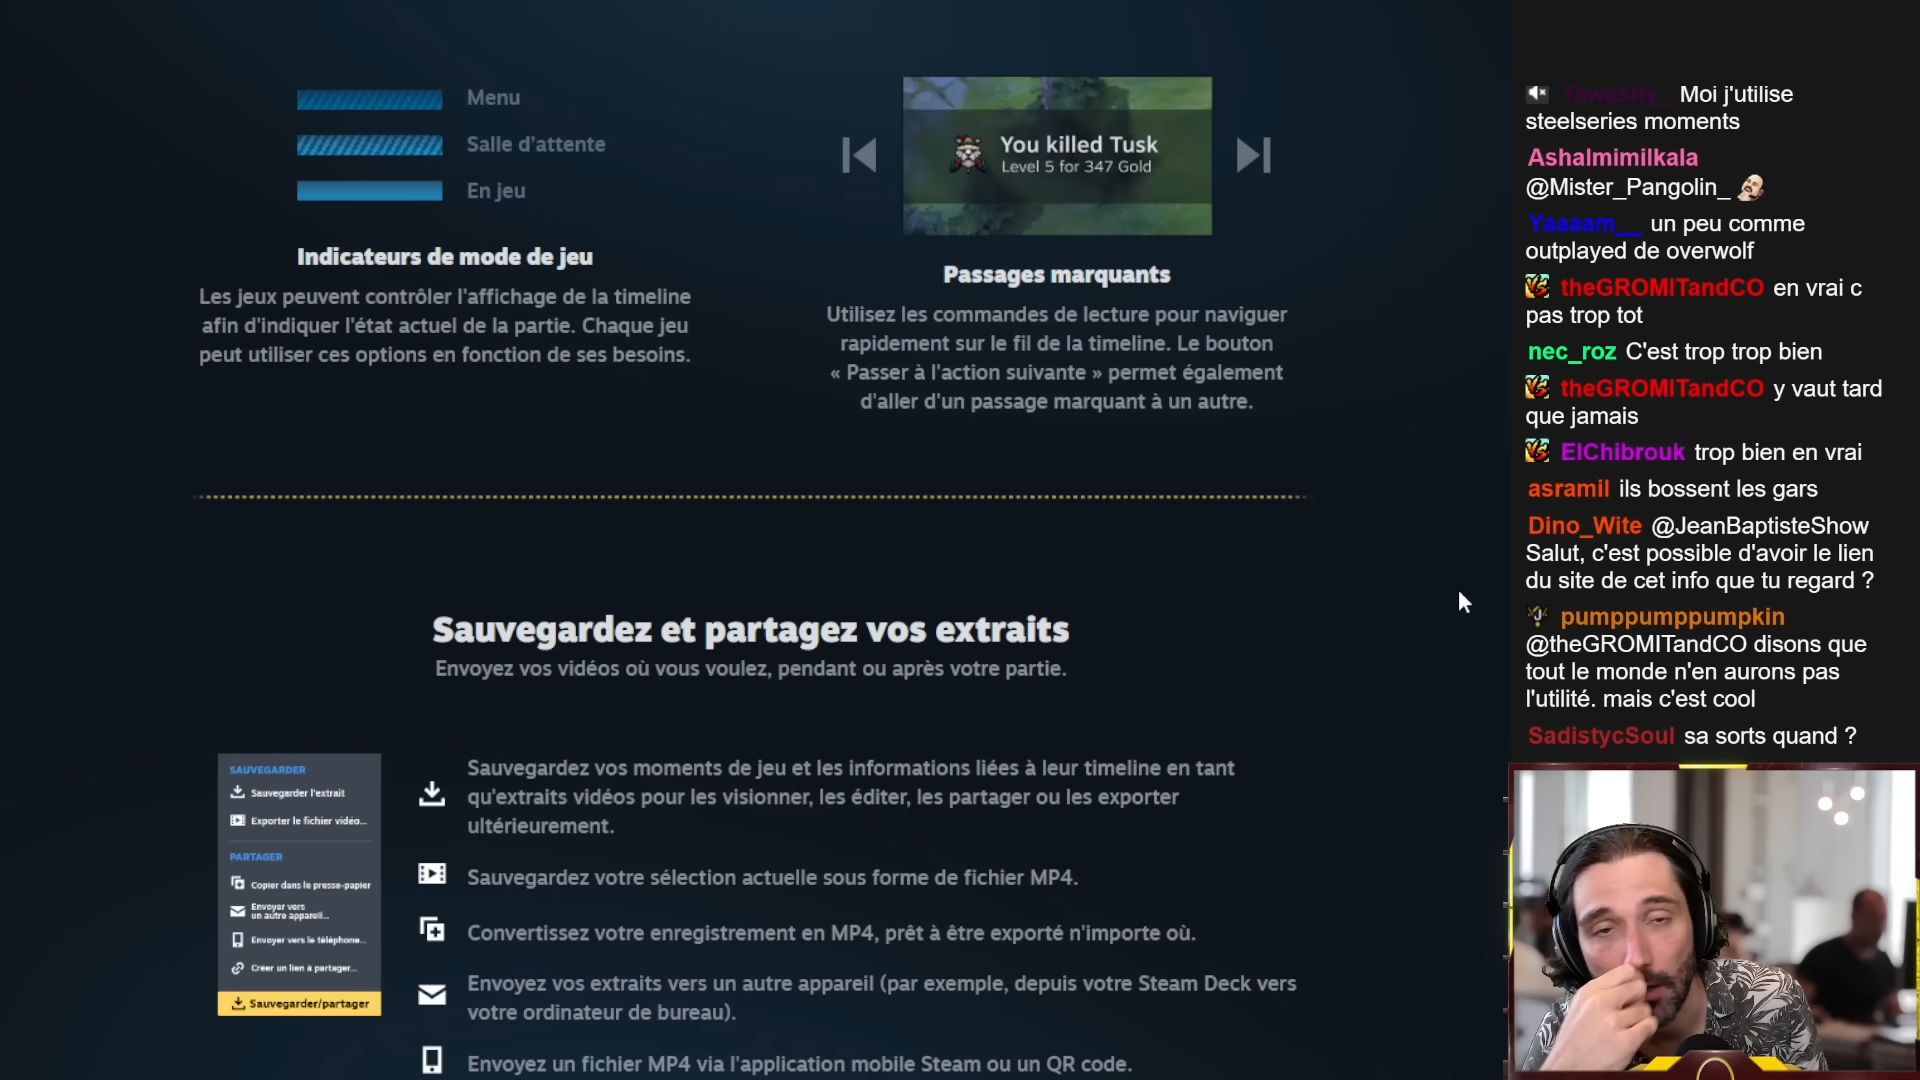 Menu
Salle d'attente
En jeu
Indicateurs de mode de jeu
Les jeux peuvent contrôler l'affichage de la timeline
afin d'indiquer l'état actuel de la partie. Chaque jeu
peut utiliser ces options en fonction de ses besoins.
You killed Tusk
Level 5 for 347 Gold
Passages marquants
Utilisez les commandes de lecture pour naviguer
rapidement sur le fil de la timeline. Le bouton
« Passer à l'action suivante » permet également
d'aller d'un passage marquant à un autre.
Sauvegardez et partagez vos extraits
Envoyez vos vidéos où vous voulez, pendant ou après votre partie.
SAUVEGARDER
Sauvegarder l'extrait
Exporter le fichier vidéo...
PARTAGER
Copier dans le presse-papier
Envoyer vers
un autre appareil...
Envoyer vers le téléphone...
Créer un lien à partager...
Sauvegarder/partager
Sauvegardez vos moments de jeu et les informations liées à leur timeline en tant
qu'extraits vidéos pour les visionner, les éditer, les partager ou les exporter
ultérieurement.
Sauvegardez votre sélection actuelle sous forme de fichier MP4.
Convertissez votre enregistrement en MP4, prêt à être exporté n'importe où.
Envoyez vos extraits vers un autre appareil (par exemple, depuis votre Steam Deck vers
votre ordinateur de bureau).
Envoyez un fichier MP4 via l'application mobile Steam ou un QR code.
Tawashy_ Moi j'utilise
steelseries moments
Ashalmimilkala
@Mister_Pangolin_
Yaaaam__ un peu comme
outplayed de overwolf
theGROMITandCO en vrai c
pas trop tot
nec_roz C'est trop trop bien
theGROMITandCO y vaut tard
que jamais
ElChibrouk trop bien en vrai
asramil ils bossent les gars
Dino_Wite @JeanBaptisteShow
Salut, c'est possible d'avoir le lien
du site de cet info que tu regard ?
pumppumppumpkin
@theGROMITandCO disons que
tout le monde n'en aurons pas
l'utilité. mais c'est cool
SadistycSoul sa sorts quand ?